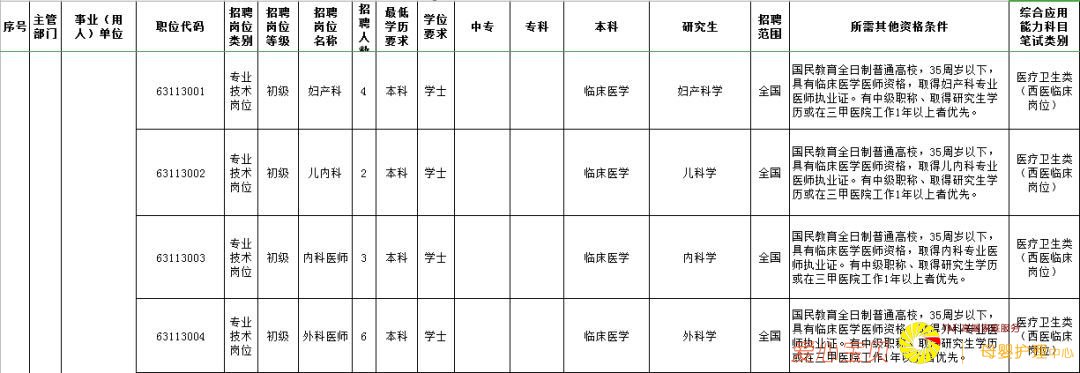 序号 主管部门 事业（用人）单位 职位代码 招聘岗位类别 招聘岗位等级 招聘岗位名称 招聘人数 最低学历要求 学位要求 中专 专科 本科 研究生 招聘范围 所需其他资格条件 综合应用能力科目笔试类别
63113001 专业技术岗位 初级 妇产科 4 本科 学士 临床医学 妇产科学 全国
国民教育全日制普通高校，35周岁以下，
具有临床医学医师资格，取得妇产科专业
医师执业证。有中级职称、取得研究生学
历或在三甲医院工作1年以上者优先。
医疗卫生类
（西医临床
岗位）
63113002 专业技术岗位 初级 儿内科 2 本科 学士 临床医学 儿科学 全国
国民教育全日制普通高校，35周岁以下，
具有临床医学医师资格，取得儿内科专业
医师执业证。有中级职称、取得研究生学
历或在三甲医院工作1年以上者优先。
医疗卫生类
（西医临床
岗位）
63113003 专业技术岗位 初级 内科医师 3 本科 学士 临床医学 内科学 全国
国民教育全日制普通高校，35周岁以下，
具有临床医学医师资格，取得内科专业医
师执业证。有中级职称、取得研究生学历
或在三甲医院工作1年以上者优先。
医疗卫生类
（西医临床
岗位）
63113004 专业技术岗位 初级 外科医师 6 本科 学士 临床医学 外科学 全国
国民教育全日制普通高校，35周岁以下，
具有临床医学医师资格，取得外科专业医
师执业证。有中级职称、取得研究生学历
或在三甲医院工作1年以上者优先。
医疗卫生类
（西医临床
岗位）
母婴护理中心